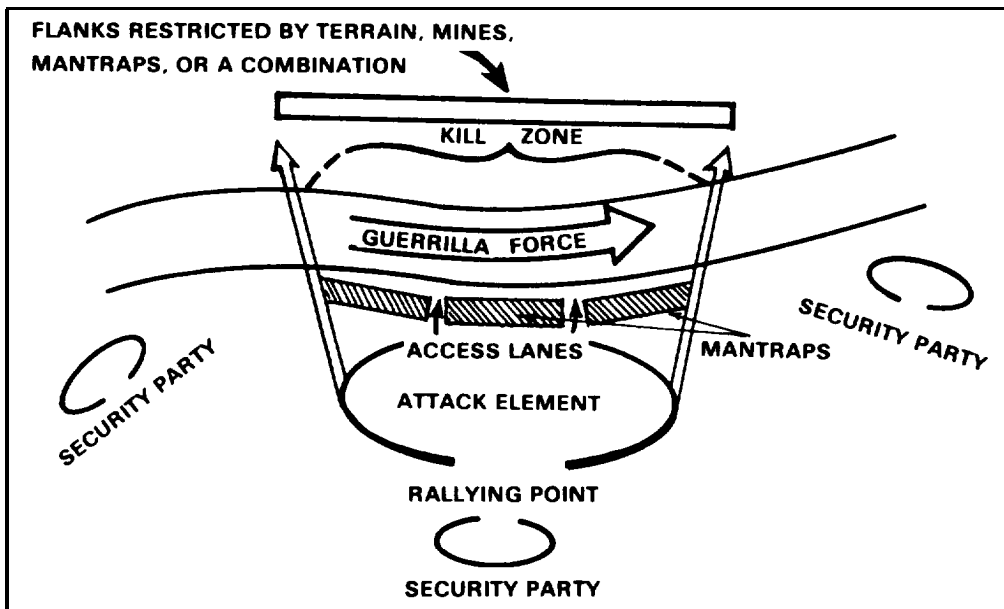 FLANKS RESTRICTED BY TERRAIN, MINES,
MANTRAPS, OR A COMBINATION
KILL ZONE
GUERRILLA FORCE
ACCESS LANES
MANTRAPS
SECURITY PARTY
SECURITY PARTY
ATTACK ELEMENT
RALLYING POINT
SECURITY PARTY